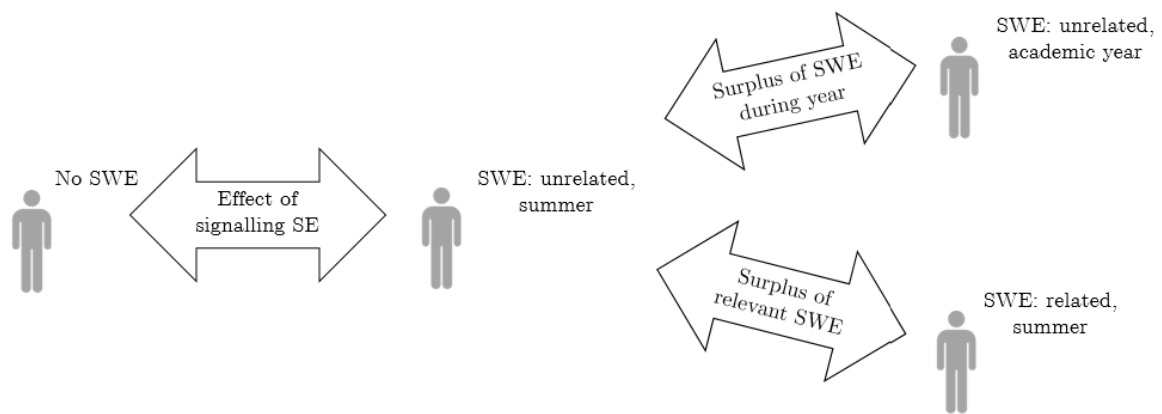 No SWE
Effect of
signalling SE
SWE: unrelated,
summer
Surplus of SWE
during year
SWE: unrelated,
academic year
Surplus of
relevant SWE
SWE: related,
summer